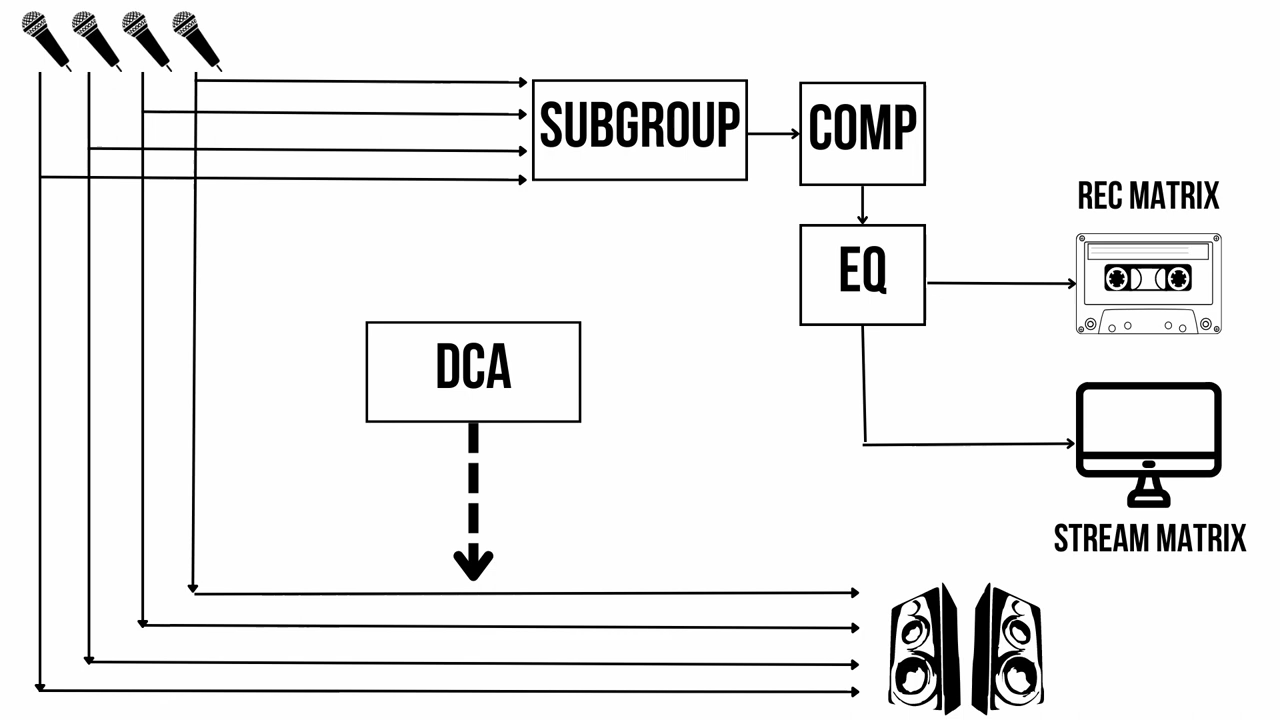 SUBGROUP
COMP
REC MATRIX
EQ
DCA
STREAM MATRIX